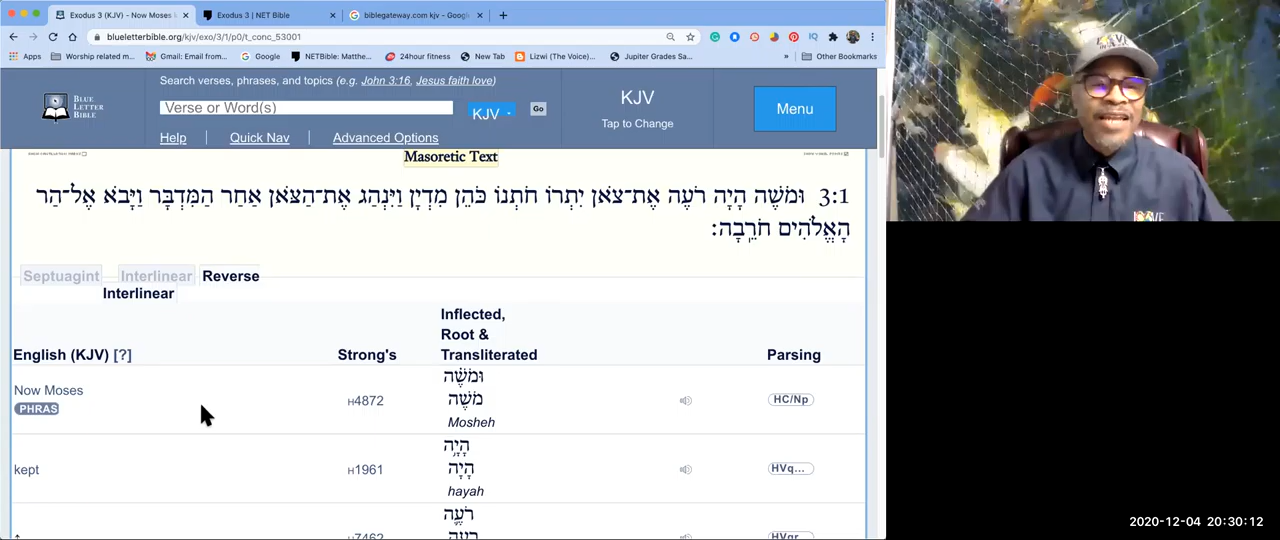 Exodus 3 (KJV) - Now Moses
Exodus 3 | NET Bible
biblegateway.com kjv - Goog
blueletterbible.org/kjv/exo/3/1/p0/t_conc_53001
Apps
Worship related m...
Gmail: Email from...
Google
NETBible: Matthe...
24hour fitness
New Tab
Lizwi (The Voice)...
Jupiter Grades Sa...
»
Other Bookmarks
Search verses, phrases, and topics (e.g. John 3:16, Jesus faith love)
BLUE
LETTER
BIBLE
Verse or Word(s)
KJV
Go
KJV
Tap to Change
Menu
Help
Quick Nav
Advanced Options
Masoretic Text
3:1 וּמֹשֶׁה הָיָה רֹעֶה אֶת־צֹאן יִתְרוֹ חֹתְנוֹ כֹּהֵן מִדְיָן וַיִּנְהַג אֶת־הַצֹּאן אַחַר הַמִּדְבָּר וַיָּבֹא אֶל־הַר
הָאֱלֹהִים חֹרֵבָה׃
Septuagint
Interlinear
Reverse
Interlinear
Inflected,
Root &
English (KJV) [?]
Strong's
Transliterated
Parsing
Now Moses
PHRAS
H4872
וּמֹשֶׁה
מֹשֶׁה
Mosheh
HC/Np
kept
H1961
הָיָה
הָיָה
hayah
HVq...
רֹעֶה
רָעָה
H7462
HVqr...
2020-12-04 20:30:12